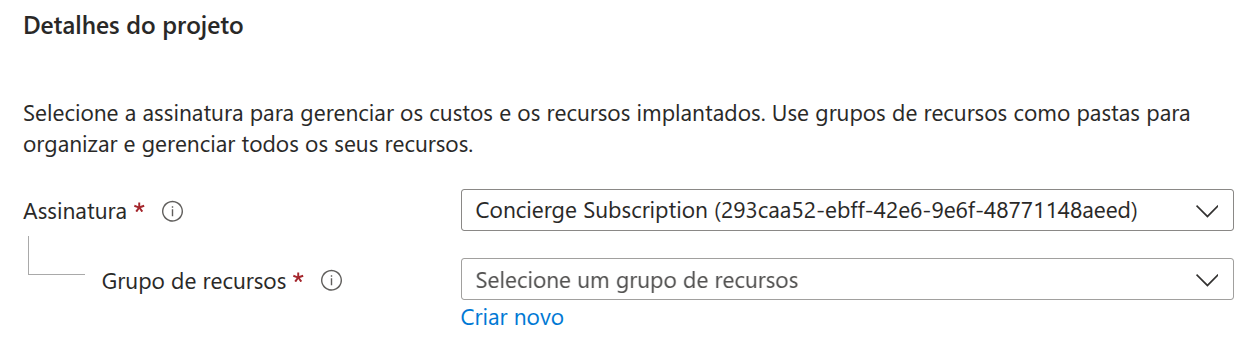 Detalhes do projeto
Selecione a assinatura para gerenciar os custos e os recursos implantados. Use grupos de recursos como pastas para
organizar e gerenciar todos os seus recursos.
Assinatura * Concierge Subscription (293caa52-ebff-42e6-9e6f-48771148aeed)
Grupo de recursos * Selecione um grupo de recursos
Criar novo